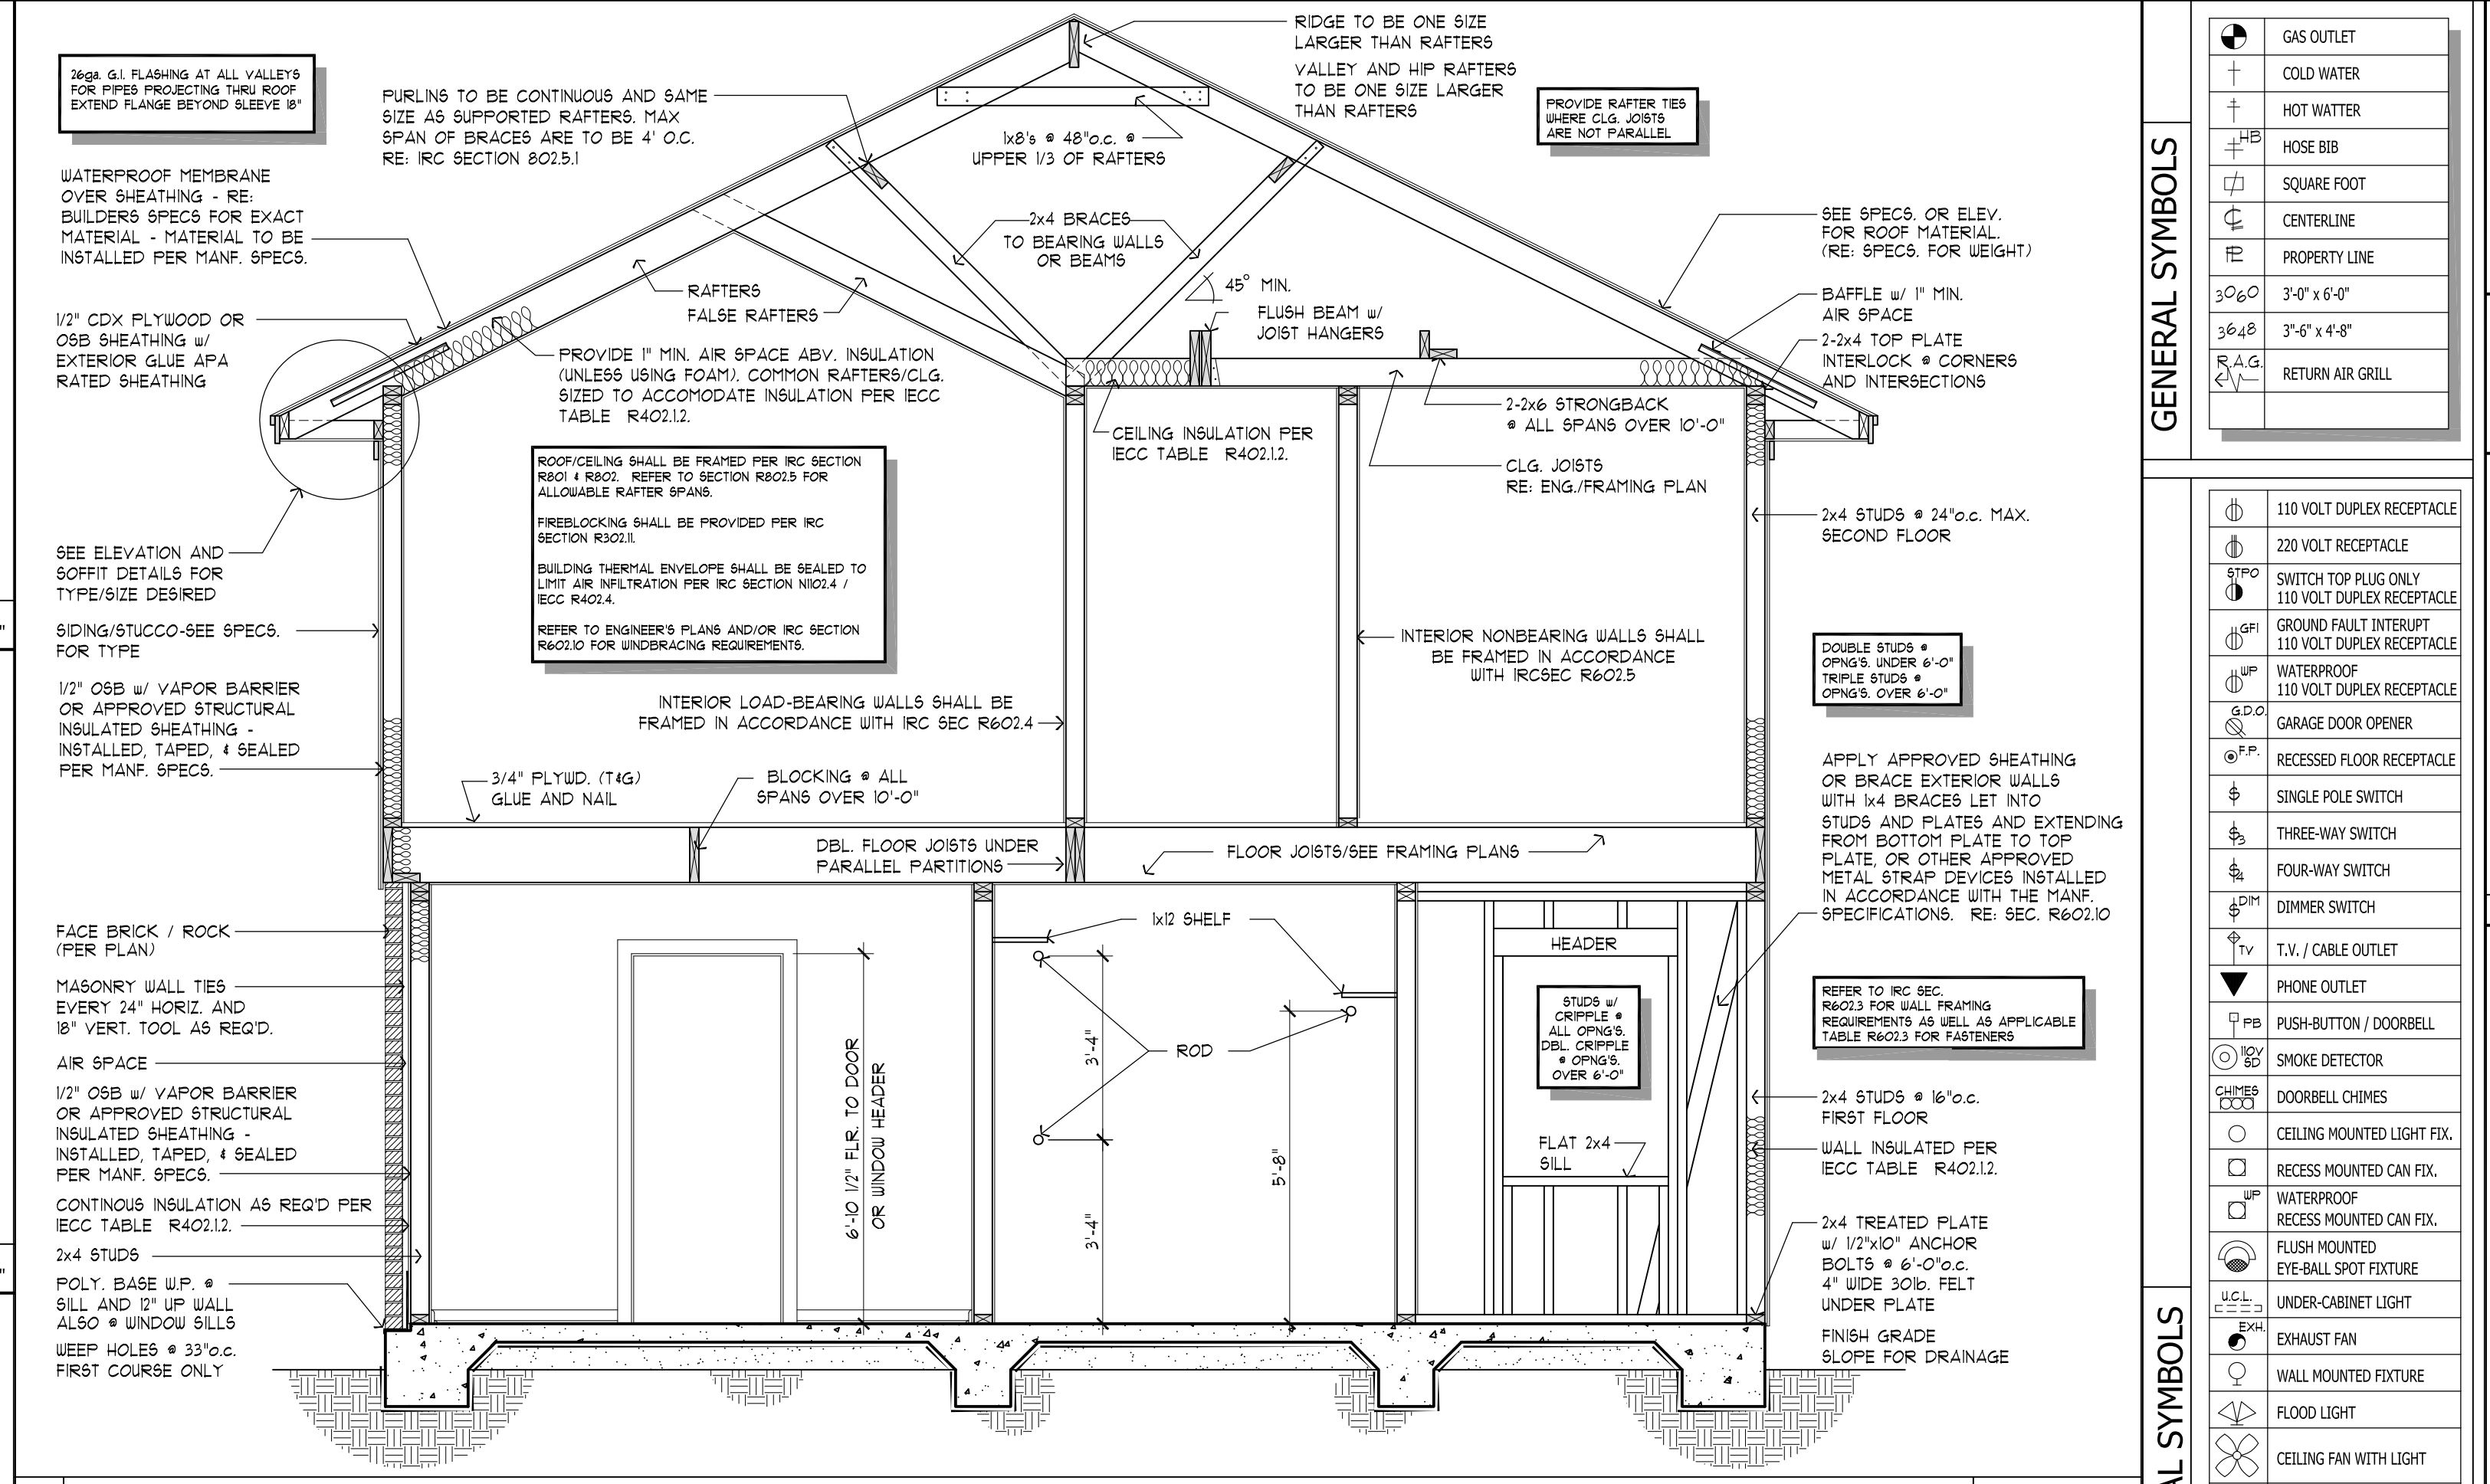 26ga. G.I. FLASHING AT ALL VALLEYS
FOR PIPES PROJECTING THRU ROOF
EXTEND FLANGE BEYOND SLEEVE 18"
WATERPROOF MEMBRANE
OVER SHEATHING - RE:
BUILDERS SPECS FOR EXACT
MATERIAL - MATERIAL TO BE
INSTALLED PER MANF. SPECS.
1/2" CDX PLYWOOD OR
OSB SHEATHING w/
EXTERIOR GLUE APA
RATED SHEATHING
SEE ELEVATION AND
SOFFIT DETAILS FOR
TYPE/SIZE DESIRED
SIDING/STUCCO-SEE SPECS.
FOR TYPE
1/2" OSB w/ VAPOR BARRIER
OR APPROVED STRUCTURAL
INSULATED SHEATHING -
INSTALLED, TAPED, & SEALED
PER MANF. SPECS.
FACE BRICK / ROCK
(PER PLAN)
MASONRY WALL TIES
EVERY 24" HORIZ. AND
18" VERT. TOOL AS REQ'D.
AIR SPACE
1/2" OSB w/ VAPOR BARRIER
OR APPROVED STRUCTURAL
INSULATED SHEATHING -
INSTALLED, TAPED, & SEALED
PER MANF. SPECS.
CONTINOUS INSULATION AS REQ'D PER
IECC TABLE R402.1.2.
2x4 STUDS
POLY. BASE W.P. @
SILL AND 12" UP WALL
ALSO @ WINDOW SILLS
WEEP HOLES @ 33"o.c.
FIRST COURSE ONLY
PURLINS TO BE CONTINUOUS AND SAME
SIZE AS SUPPORTED RAFTERS. MAX
SPAN OF BRACES ARE TO BE 4' O.C.
RE: IRC SECTION 802.5.1
RIDGE TO BE ONE SIZE
LARGER THAN RAFTERS
VALLEY AND HIP RAFTERS
TO BE ONE SIZE LARGER
THAN RAFTERS
PROVIDE RAFTER TIES
WHERE CLG. JOISTS
ARE NOT PARALLEL
1x8's @ 48"o.c. @
UPPER 1/3 OF RAFTERS
2x4 BRACES
TO BEARING WALLS
OR BEAMS
RAFTERS
FALSE RAFTERS
45° MIN.
FLUSH BEAM w/
JOIST HANGERS
PROVIDE 1" MIN. AIR SPACE ABV. INSULATION
(UNLESS USING FOAM). COMMON RAFTERS/CLG.
SIZED TO ACCOMODATE INSULATION PER IECC
TABLE R402.1.2.
ROOF/CEILING SHALL BE FRAMED PER IRC SECTION
R801 & R802. REFER TO SECTION R802.5 FOR
ALLOWABLE RAFTER SPANS.
FIREBLOCKING SHALL BE PROVIDED PER IRC
SECTION R302.11.
BUILDING THERMAL ENVELOPE SHALL BE SEALED TO
LIMIT AIR INFILTRATION PER IRC SECTION N1102.4 /
IECC R402.4.
REFER TO ENGINEER'S PLANS AND/OR IRC SECTION
R602.10 FOR WINDBRACING REQUIREMENTS.
CEILING INSULATION PER
IECC TABLE R402.1.2.
2-2x6 STRONGBACK
@ ALL SPANS OVER 10'-0"
CLG. JOISTS
RE: ENG./FRAMING PLAN
INTERIOR NONBEARING WALLS SHALL
BE FRAMED IN ACCORDANCE
WITH IRCSEC R602.5
INTERIOR LOAD-BEARING WALLS SHALL BE
FRAMED IN ACCORDANCE WITH IRC SEC R602.4
3/4" PLYWD. (T&G)
GLUE AND NAIL
BLOCKING @ ALL
SPANS OVER 10'-0"
DBL. FLOOR JOISTS UNDER
PARALLEL PARTITIONS
FLOOR JOISTS/SEE FRAMING PLANS
1x12 SHELF
ROD
6'-10 1/2" FLR. TO DOOR
OR WINDOW HEADER
3'-4"
3'-4"
5'-8"
HEADER
STUDS w/
CRIPPLE @
ALL OPNG'S.
DBL. CRIPPLE
@ OPNG'S.
OVER 6'-0"
FLAT 2x4
SILL
SEE SPECS. OR ELEV.
FOR ROOF MATERIAL.
(RE: SPECS. FOR WEIGHT)
BAFFLE w/ 1" MIN.
AIR SPACE
2-2x4 TOP PLATE
INTERLOCK @ CORNERS
AND INTERSECTIONS
2x4 STUDS @ 24"o.c. MAX.
SECOND FLOOR
DOUBLE STUDS @
OPNG'S. UNDER 6'-0"
TRIPLE STUDS @
OPNG'S. OVER 6'-0"
APPLY APPROVED SHEATHING
OR BRACE EXTERIOR WALLS
WITH 1x4 BRACES LET INTO
STUDS AND PLATES AND EXTENDING
FROM BOTTOM PLATE TO TOP
PLATE, OR OTHER APPROVED
METAL STRAP DEVICES INSTALLED
IN ACCORDANCE WITH THE MANF.
SPECIFICATIONS. RE: SEC. R602.10
REFER TO IRC SEC.
R602.3 FOR WALL FRAMING
REQUIREMENTS AS WELL AS APPLICABLE
TABLE R602.3 FOR FASTENERS
2x4 STUDS @ 16"o.c.
FIRST FLOOR
WALL INSULATED PER
IECC TABLE R402.1.2.
2x4 TREATED PLATE
w/ 1/2"x10" ANCHOR
BOLTS @ 6'-0"o.c.
4" WIDE 30lb. FELT
UNDER PLATE
FINISH GRADE
SLOPE FOR DRAINAGE
GENERAL SYMBOLS
GAS OUTLET
COLD WATER
HOT WATTER
HB HOSE BIB
SQUARE FOOT
CENTERLINE
PROPERTY LINE
3060 3'-0" x 6'-0"
3648 3"-6" x 4'-8"
R.A.G. RETURN AIR GRILL
AL SYMBOLS
110 VOLT DUPLEX RECEPTACLE
220 VOLT RECEPTACLE
STPO SWITCH TOP PLUG ONLY
110 VOLT DUPLEX RECEPTACLE
GFI GROUND FAULT INTERUPT
110 VOLT DUPLEX RECEPTACLE
WP WATERPROOF
110 VOLT DUPLEX RECEPTACLE
G.D.O. GARAGE DOOR OPENER
F.P. RECESSED FLOOR RECEPTACLE
$ SINGLE POLE SWITCH
$3 THREE-WAY SWITCH
$4 FOUR-WAY SWITCH
$DIM DIMMER SWITCH
TV T.V. / CABLE OUTLET
PHONE OUTLET
PB PUSH-BUTTON / DOORBELL
110V SD SMOKE DETECTOR
CHIMES DOORBELL CHIMES
CEILING MOUNTED LIGHT FIX.
RECESS MOUNTED CAN FIX.
WP WATERPROOF
RECESS MOUNTED CAN FIX.
FLUSH MOUNTED
EYE-BALL SPOT FIXTURE
U.C.L. UNDER-CABINET LIGHT
EXH. EXHAUST FAN
WALL MOUNTED FIXTURE
FLOOD LIGHT
CEILING FAN WITH LIGHT